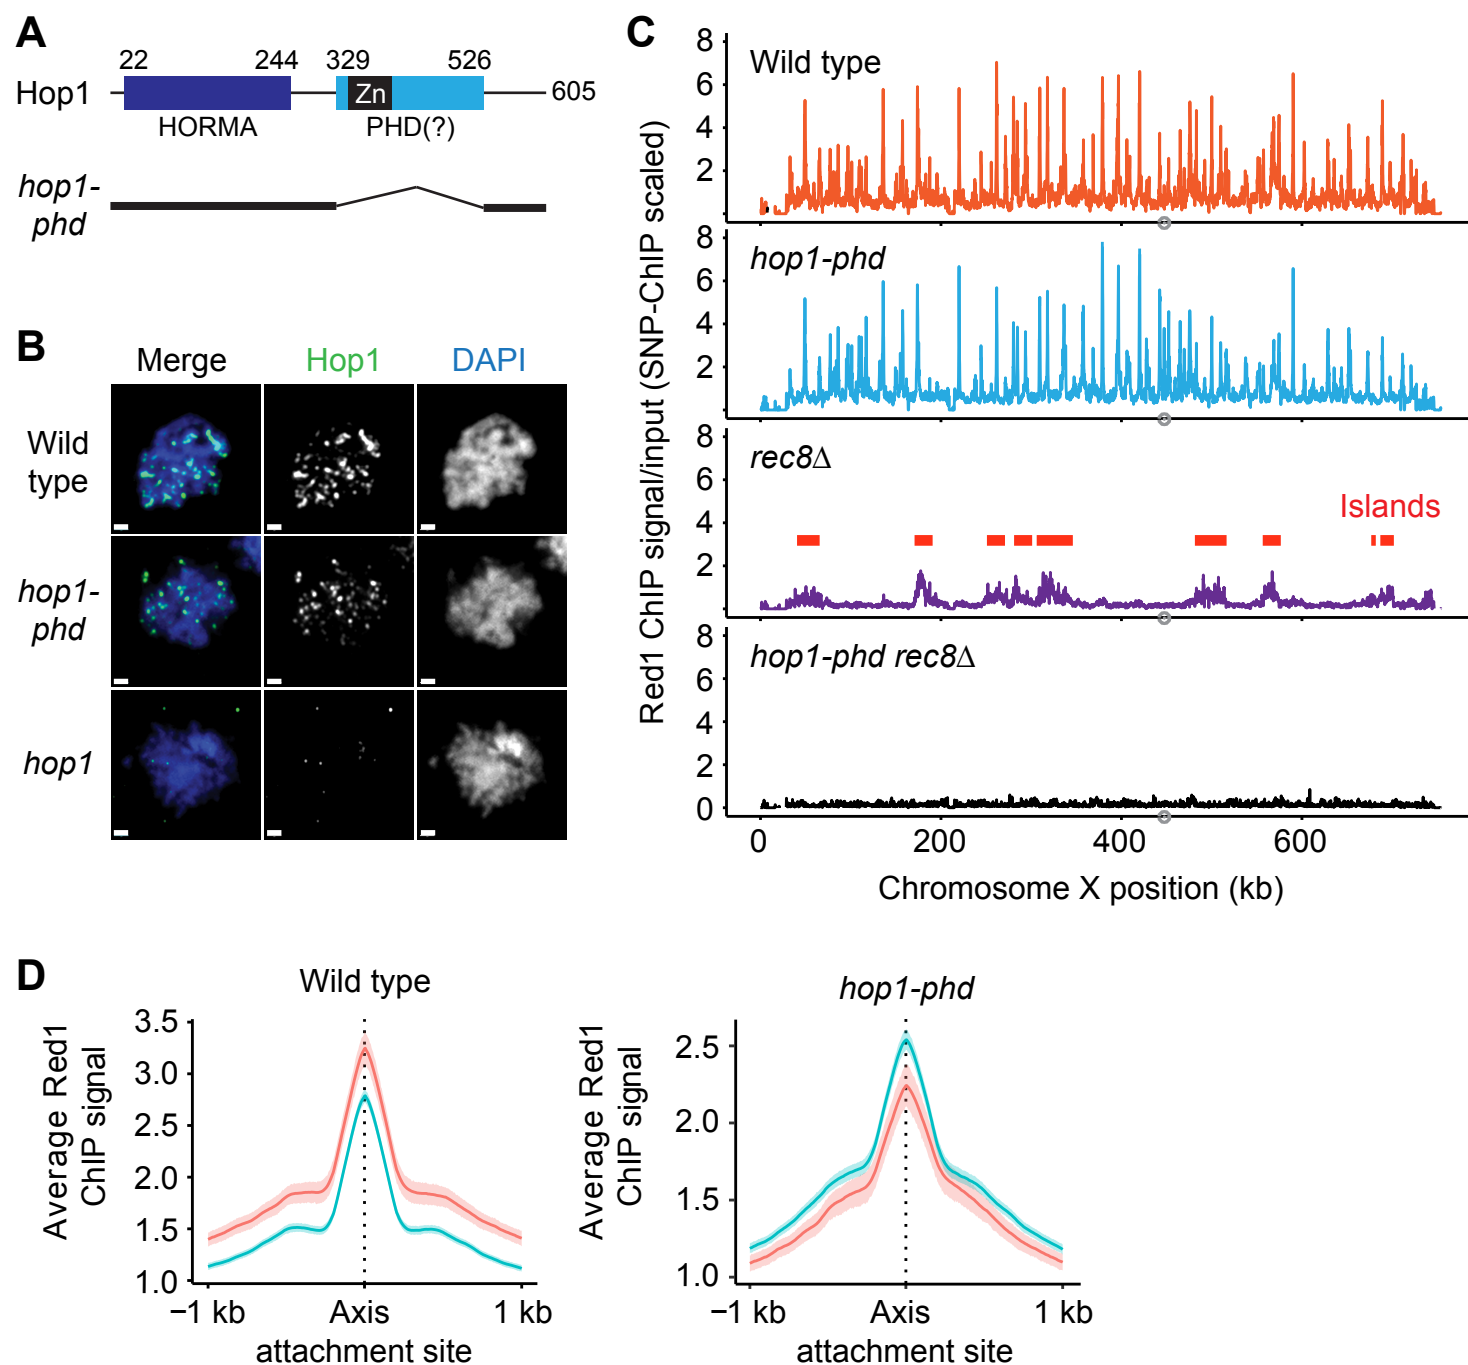 A
22 244 329 526
Hop1 Zn 605
HORMA PHD(?)
hop1-
phd
B
Merge Hop1 DAPI
Wild
type
hop1-
phd
hop1
C
Red1 ChIP signal/input (SNP-ChIP scaled)
8
6
4
2
Wild type
8
6
4
2
hop1-phd
8
6
4
2
0
rec8Δ
Islands
8
6
4
2
0
hop1-phd rec8Δ
0 200 400 600
Chromosome X position (kb)
D
Wild type
Average Red1
ChIP signal
3.5
3.0
2.5
2.0
1.5
1.0
−1 kb Axis 1 kb
attachment site
hop1-phd
Average Red1
ChIP signal
2.5
2.0
1.5
1.0
−1 kb Axis 1 kb
attachment site